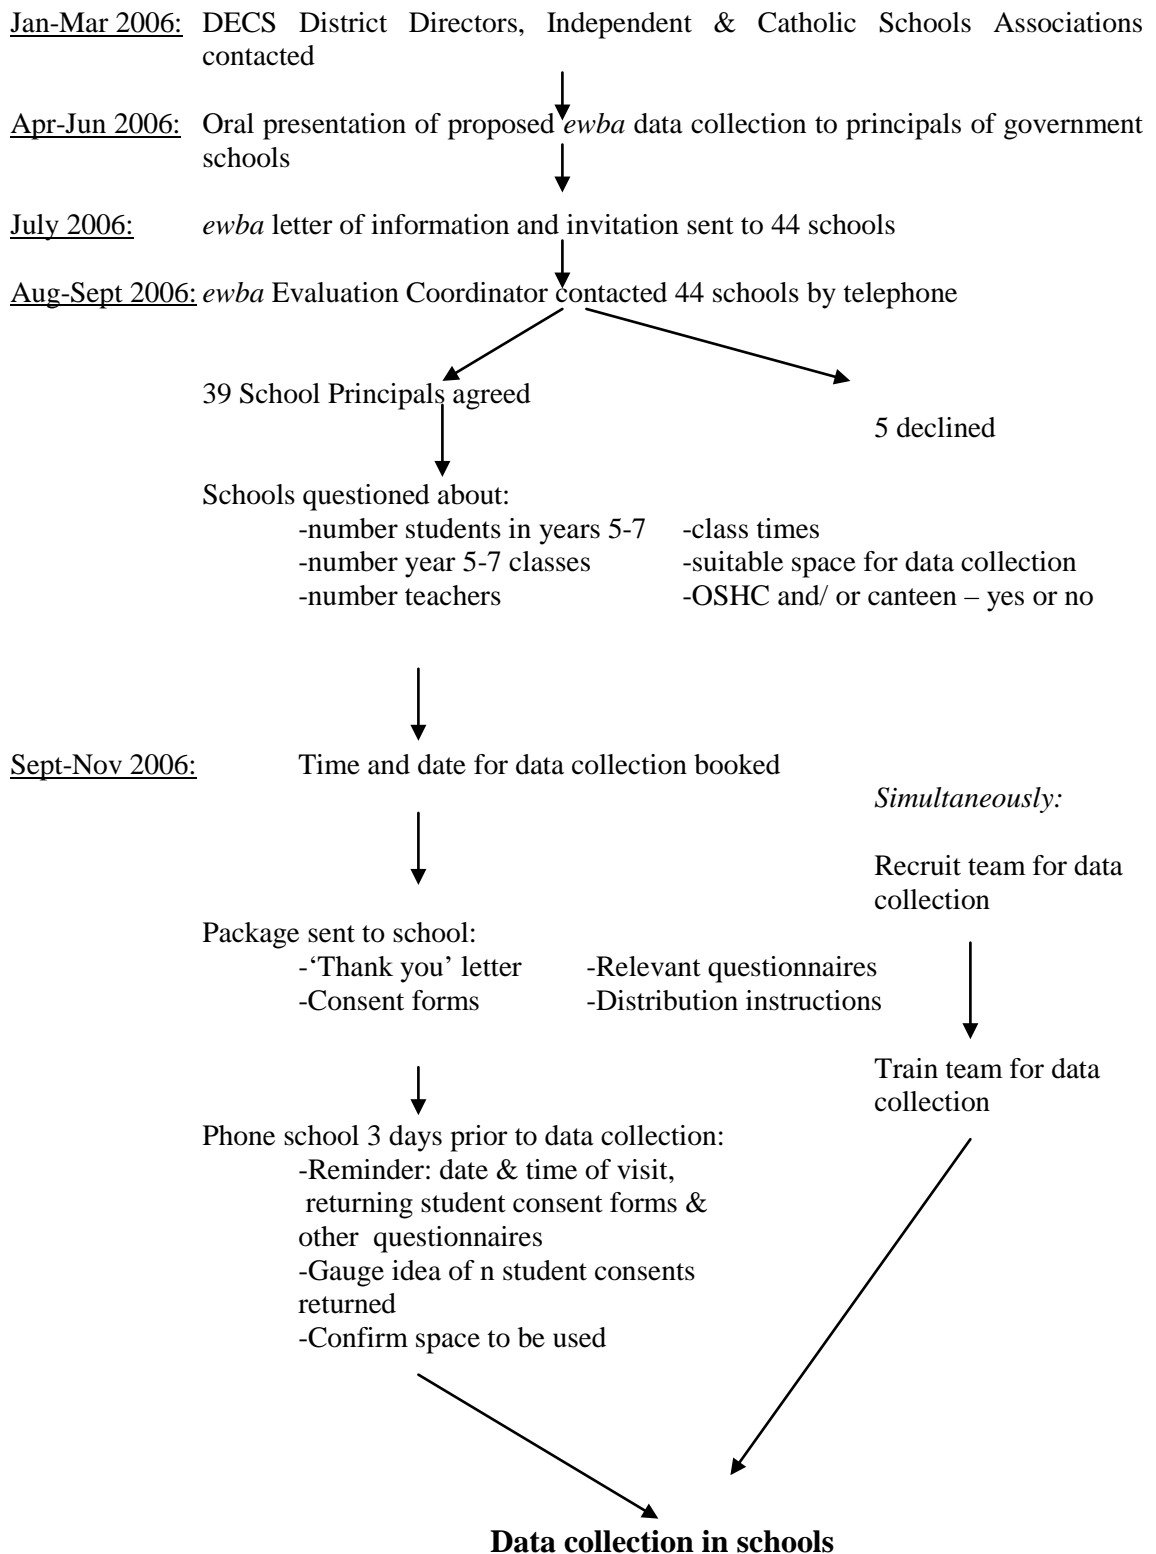 Jan-Mar 2006: DECS District Directors, Independent & Catholic Schools Associations
contacted
Apr-Jun 2006: Oral presentation of proposed ewba data collection to principals of government
schools
July 2006: ewba letter of information and invitation sent to 44 schools
Aug-Sept 2006: ewba Evaluation Coordinator contacted 44 schools by telephone
39 School Principals agreed
5 declined
Schools questioned about:
-number students in years 5-7 -class times
-number year 5-7 classes -suitable space for data collection
-number teachers -OSHC and/ or canteen – yes or no
Sept-Nov 2006: Time and date for data collection booked
Simultaneously:
Recruit team for data
collection
Package sent to school:
-‘Thank you’ letter -Relevant questionnaires
-Consent forms -Distribution instructions
Train team for data
collection
Phone school 3 days prior to data collection:
-Reminder: date & time of visit,
returning student consent forms &
other questionnaires
-Gauge idea of n student consents
returned
-Confirm space to be used
Data collection in schools